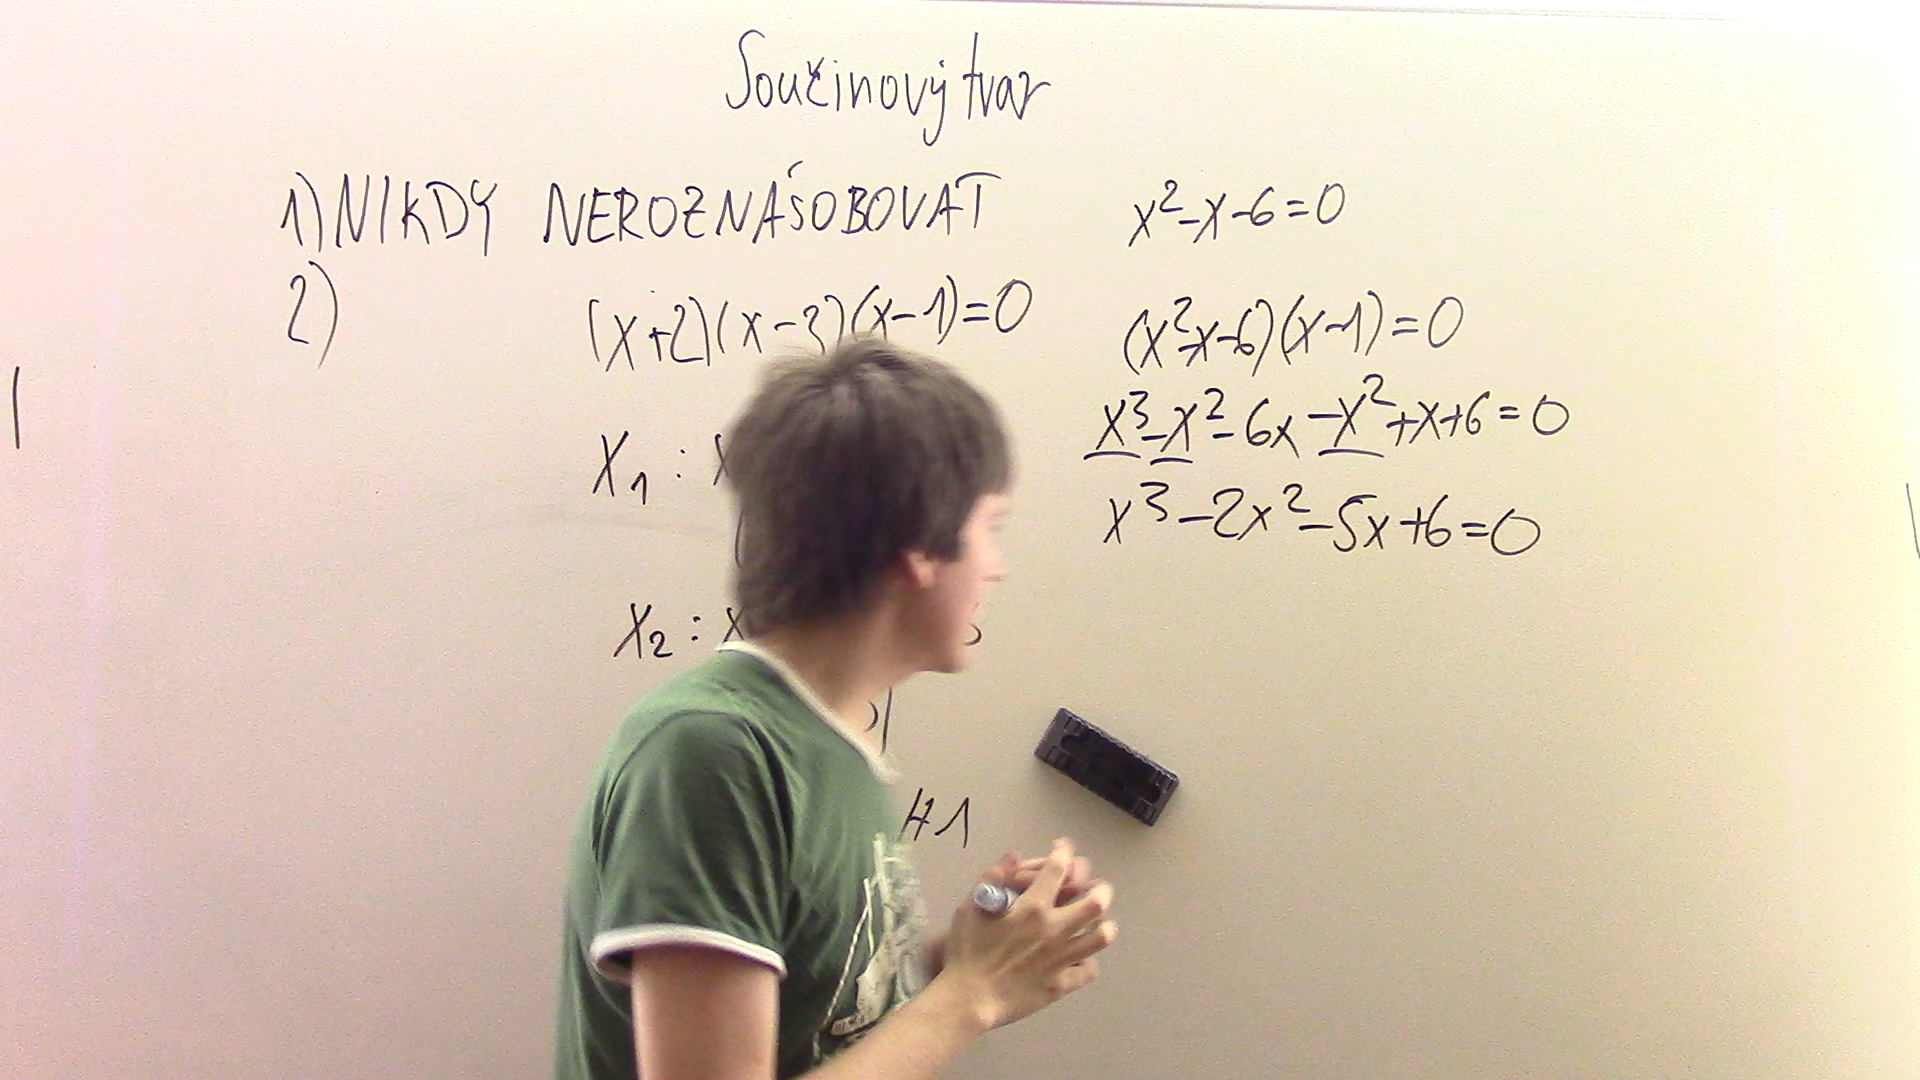 Součinový tvar
1) NIKDY NEROZNÁSOBOVAT
x²-x-6=0
2)
(x+2)(x-3)(x-1)=0
(x²-x-6)(x-1)=0
x³-x²-6x-x²+x+6=0
x³-2x²-5x+6=0
X₁: x
X₂: x
+1